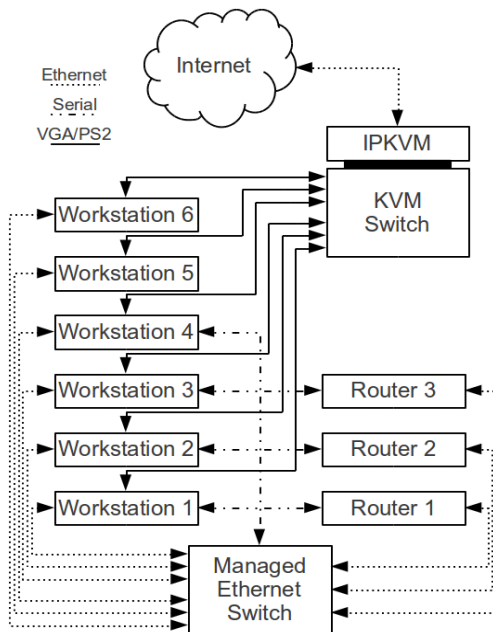 Internet
Ethernet
Serial
VGA/PS2
IPKVM
KVM
Switch
Workstation 6
Workstation 5
Workstation 4
Workstation 3
Router 3
Workstation 2
Router 2
Workstation 1
Router 1
Managed
Ethernet
Switch